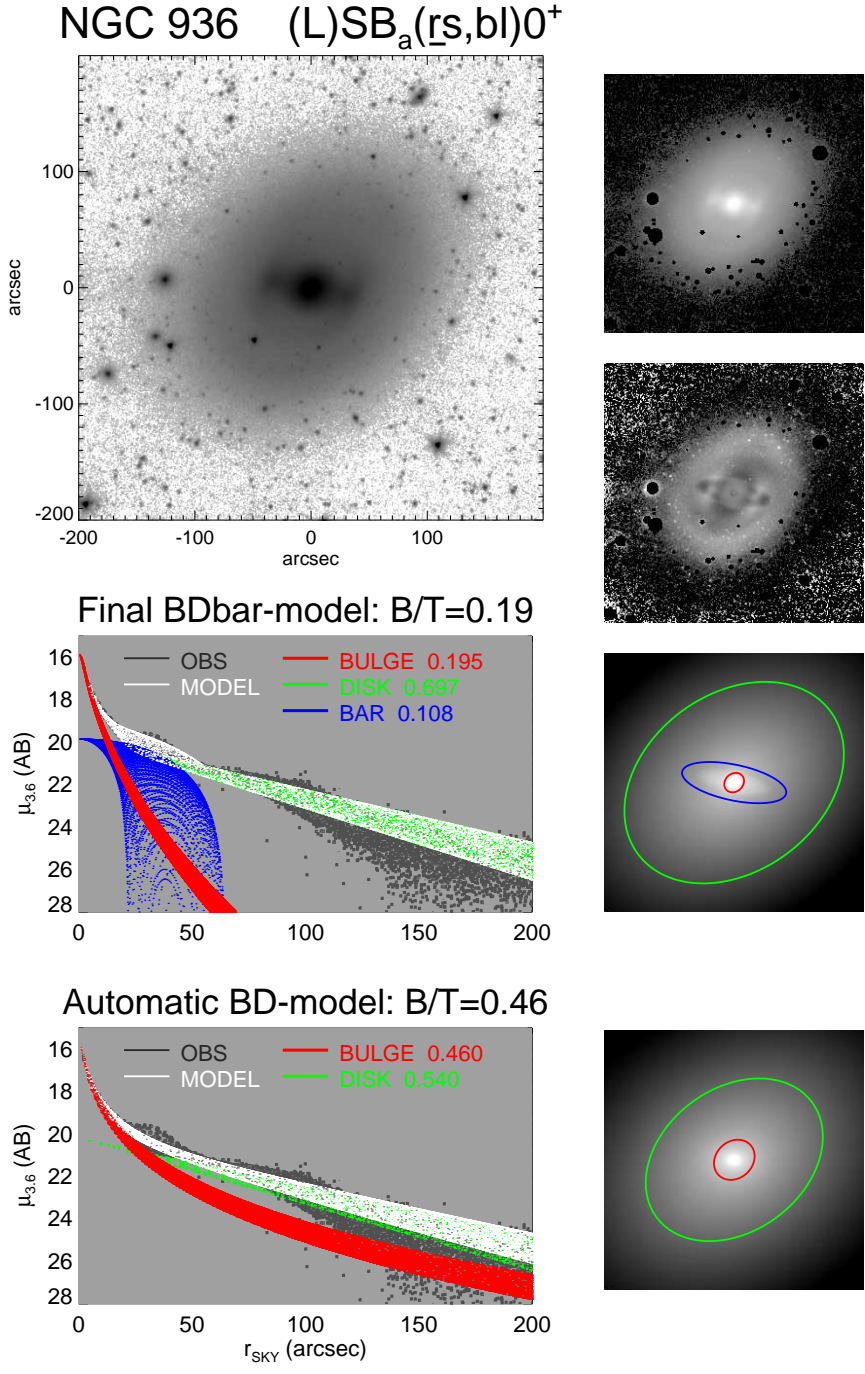 NGC 936 (L)SBₐ(r̲s,bl)0⁺
100
0
-100
-200
arcsec
-200 -100 0 100
arcsec
Final BDbar-model: B/T=0.19
16
18
20
22
24
26
28
μ₃.₆ (AB)
OBS BULGE 0.195
MODEL DISK 0.697
BAR 0.108
0 50 100 150 200
Automatic BD-model: B/T=0.46
16
18
20
22
24
26
28
μ₃.₆ (AB)
OBS BULGE 0.460
MODEL DISK 0.540
0 50 100 150 200
r_SKY (arcsec)